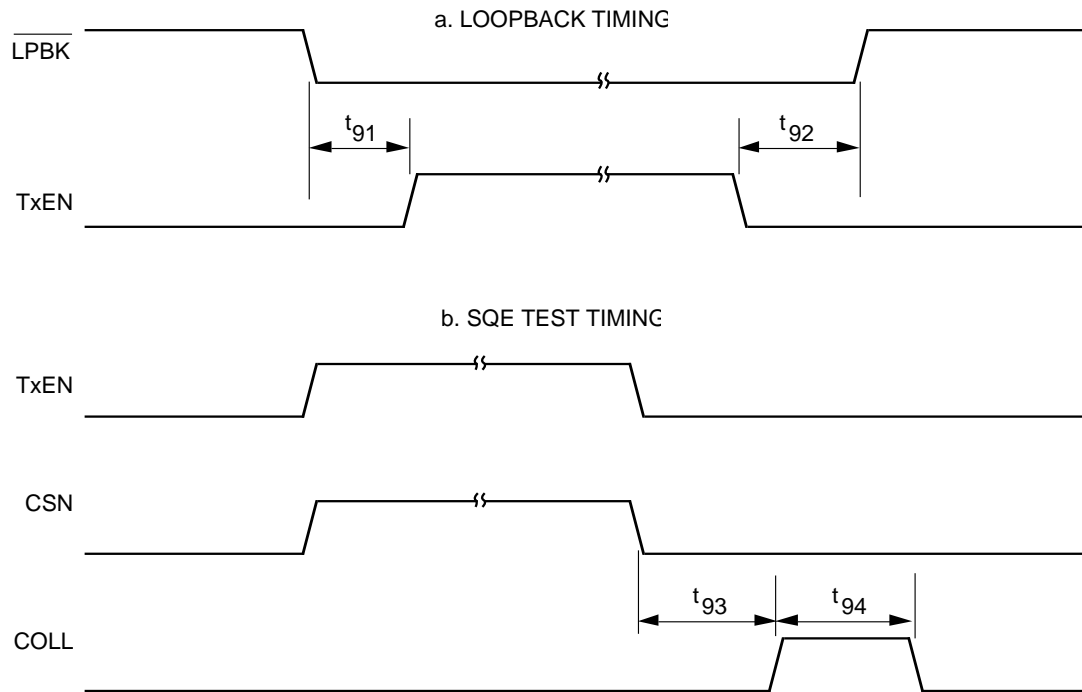 a. LOOPBACK TIMING
LPBK
t91
t92
TxEN
b. SQE TEST TIMING
TxEN
CSN
t93
t94
COLL